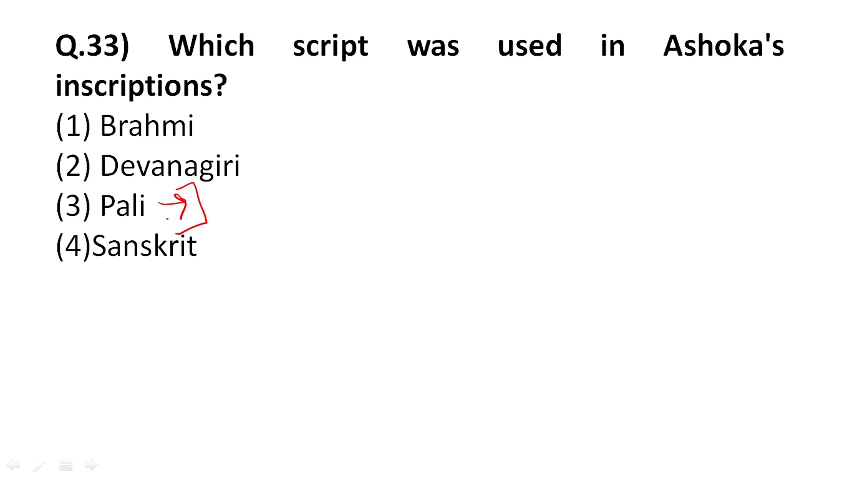 Q.33) Which script was used in Ashoka's
inscriptions?
(1) Brahmi
(2) Devanagiri
(3) Pali
(4)Sanskrit